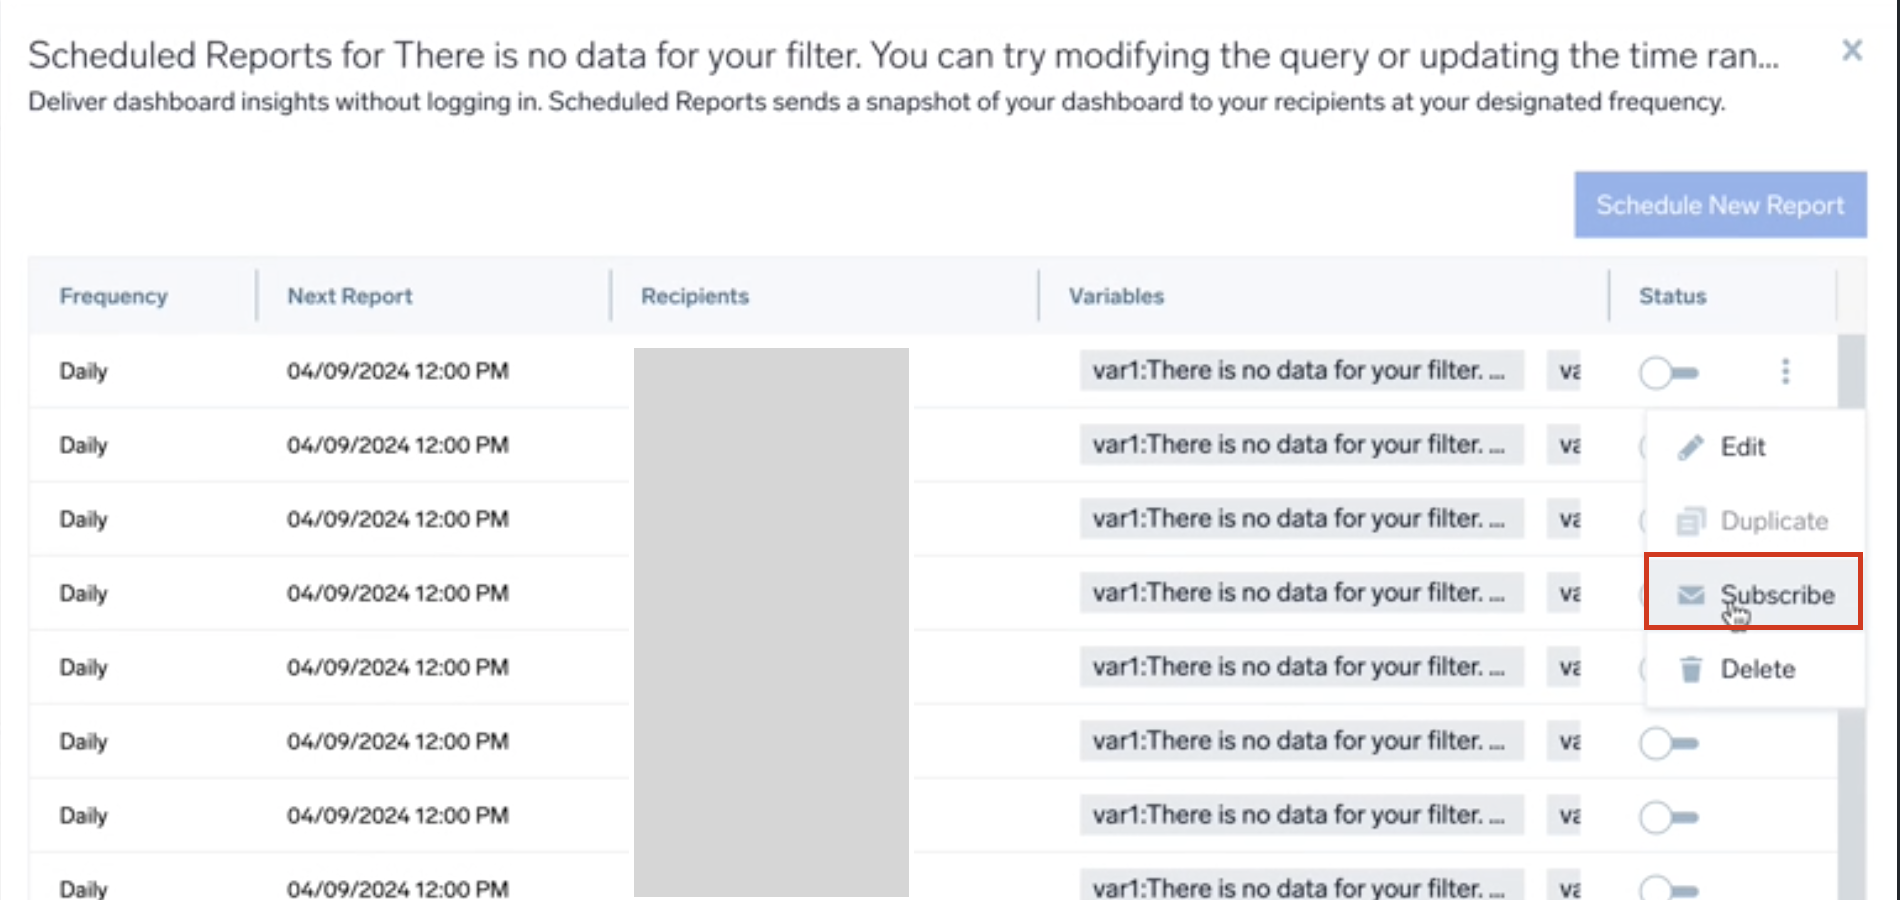 Scheduled Reports for There is no data for your filter. You can try modifying the query or updating the time ran...
Deliver dashboard insights without logging in. Scheduled Reports sends a snapshot of your dashboard to your recipients at your designated frequency.
Schedule New Report
Frequency Next Report Recipients Variables Status
Daily 04/09/2024 12:00 PM var1:There is no data for your filter. ... va
Daily 04/09/2024 12:00 PM var1:There is no data for your filter. ... va Edit
Daily 04/09/2024 12:00 PM var1:There is no data for your filter. ... va Duplicate
Daily 04/09/2024 12:00 PM var1:There is no data for your filter. ... va Subscribe
Daily 04/09/2024 12:00 PM var1:There is no data for your filter. ... va Delete
Daily 04/09/2024 12:00 PM var1:There is no data for your filter. ... va
Daily 04/09/2024 12:00 PM var1:There is no data for your filter. ... va
Daily 04/09/2024 12:00 PM var1:There is no data for your filter. ... va